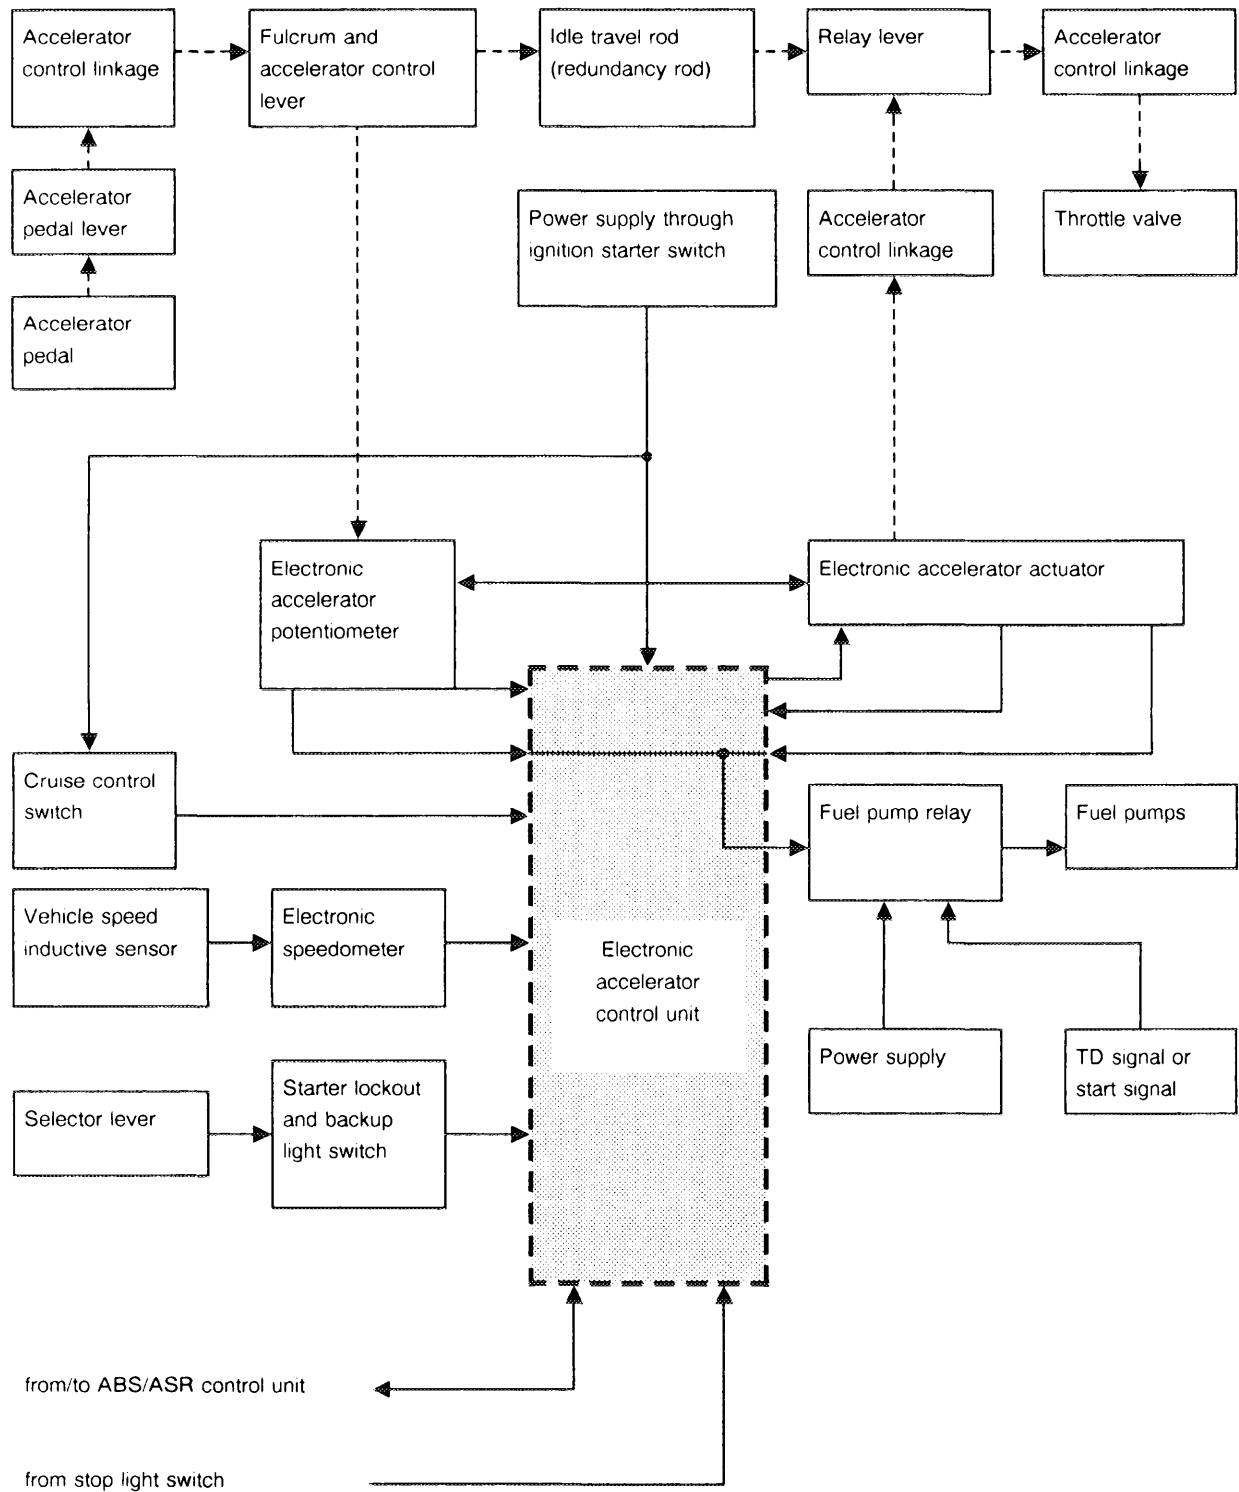 Accelerator
control linkage
Fulcrum and
accelerator control
lever
Idle travel rod
(redundancy rod)
Relay lever
Accelerator
control linkage
Accelerator
pedal lever
Power supply through
ignition starter switch
Accelerator
control linkage
Throttle valve
Accelerator
pedal
Electronic
accelerator
potentiometer
Electronic accelerator actuator
Cruise control
switch
Fuel pump relay
Fuel pumps
Vehicle speed
inductive sensor
Electronic
speedometer
Electronic
accelerator
control unit
Power supply
TD signal or
start signal
Selector lever
Starter lockout
and backup
light switch
from/to ABS/ASR control unit
from stop light switch